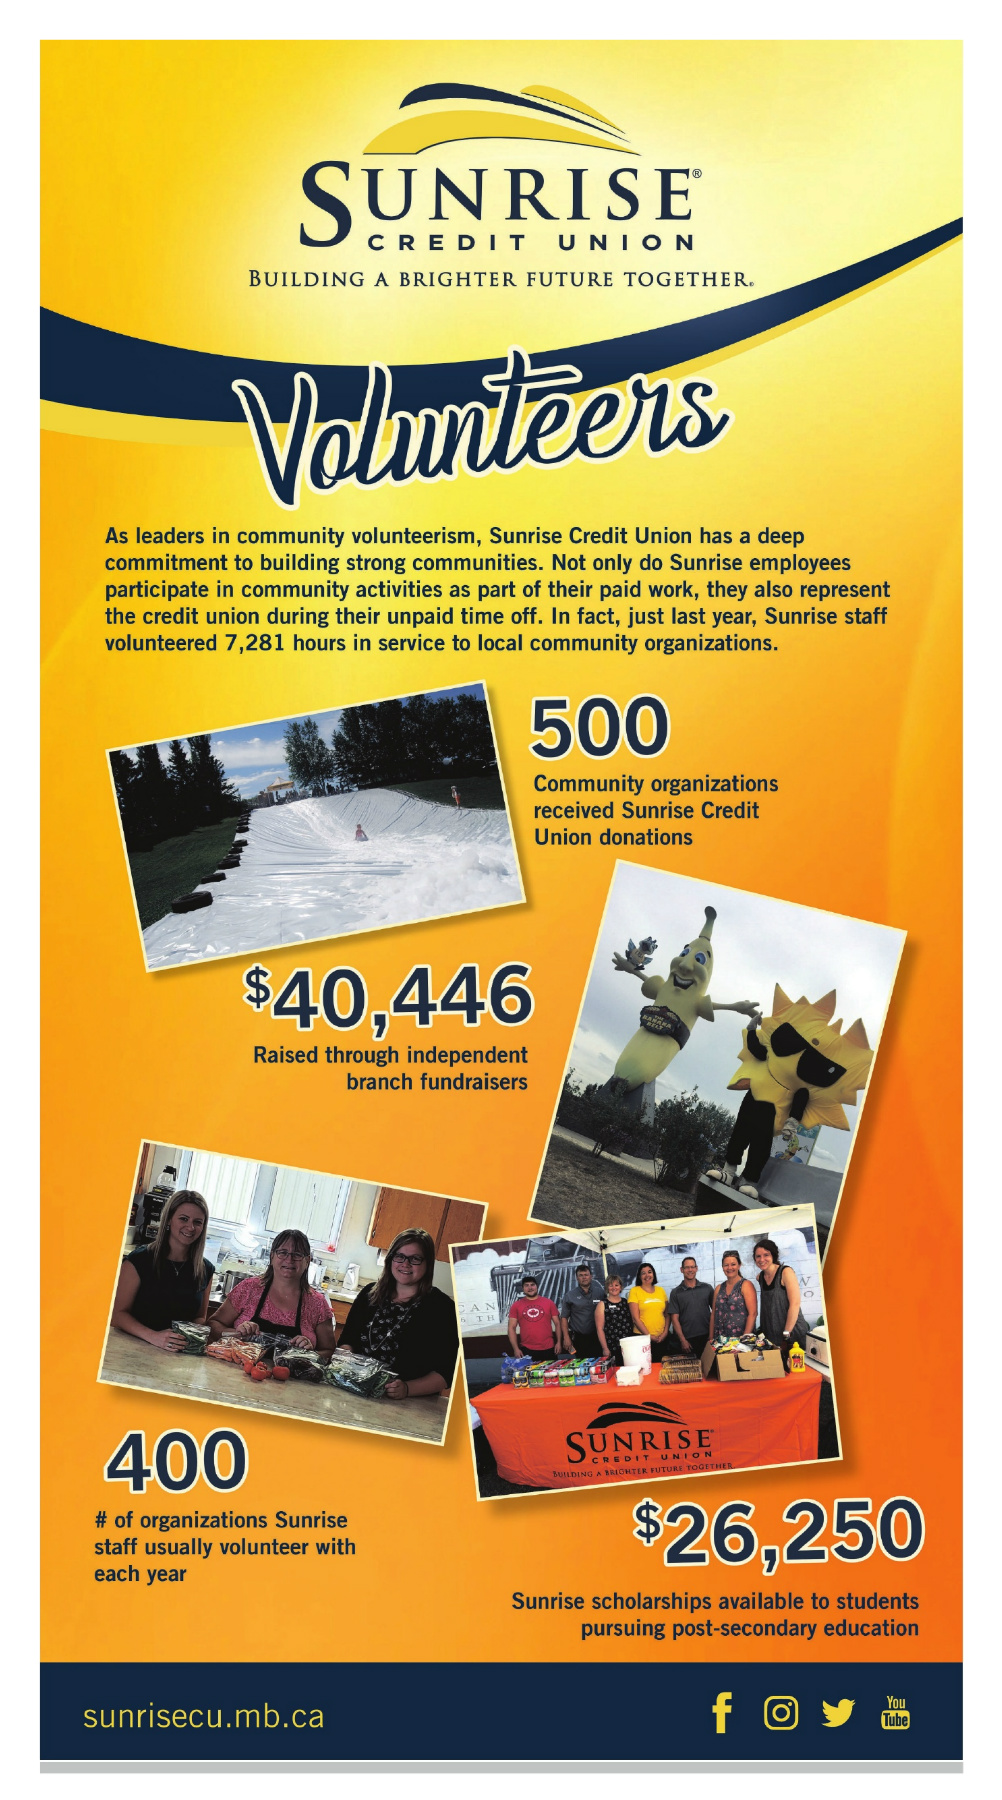 SUNRISE®
CREDIT UNION
BUILDING A BRIGHTER FUTURE TOGETHER.
Volunteers
As leaders in community volunteerism, Sunrise Credit Union has a deep
commitment to building strong communities. Not only do Sunrise employees
participate in community activities as part of their paid work, they also represent
the credit union during their unpaid time off. In fact, just last year, Sunrise staff
volunteered 7,281 hours in service to local community organizations.
500
Community organizations
received Sunrise Credit
Union donations
$40,446
Raised through independent
branch fundraisers
SUNRISE
CREDIT UNION
BUILDING A BRIGHTER FUTURE TOGETHER
400
# of organizations Sunrise
staff usually volunteer with
each year
$26,250
Sunrise scholarships available to students
pursuing post-secondary education
sunrisecu.mb.ca
You
Tube